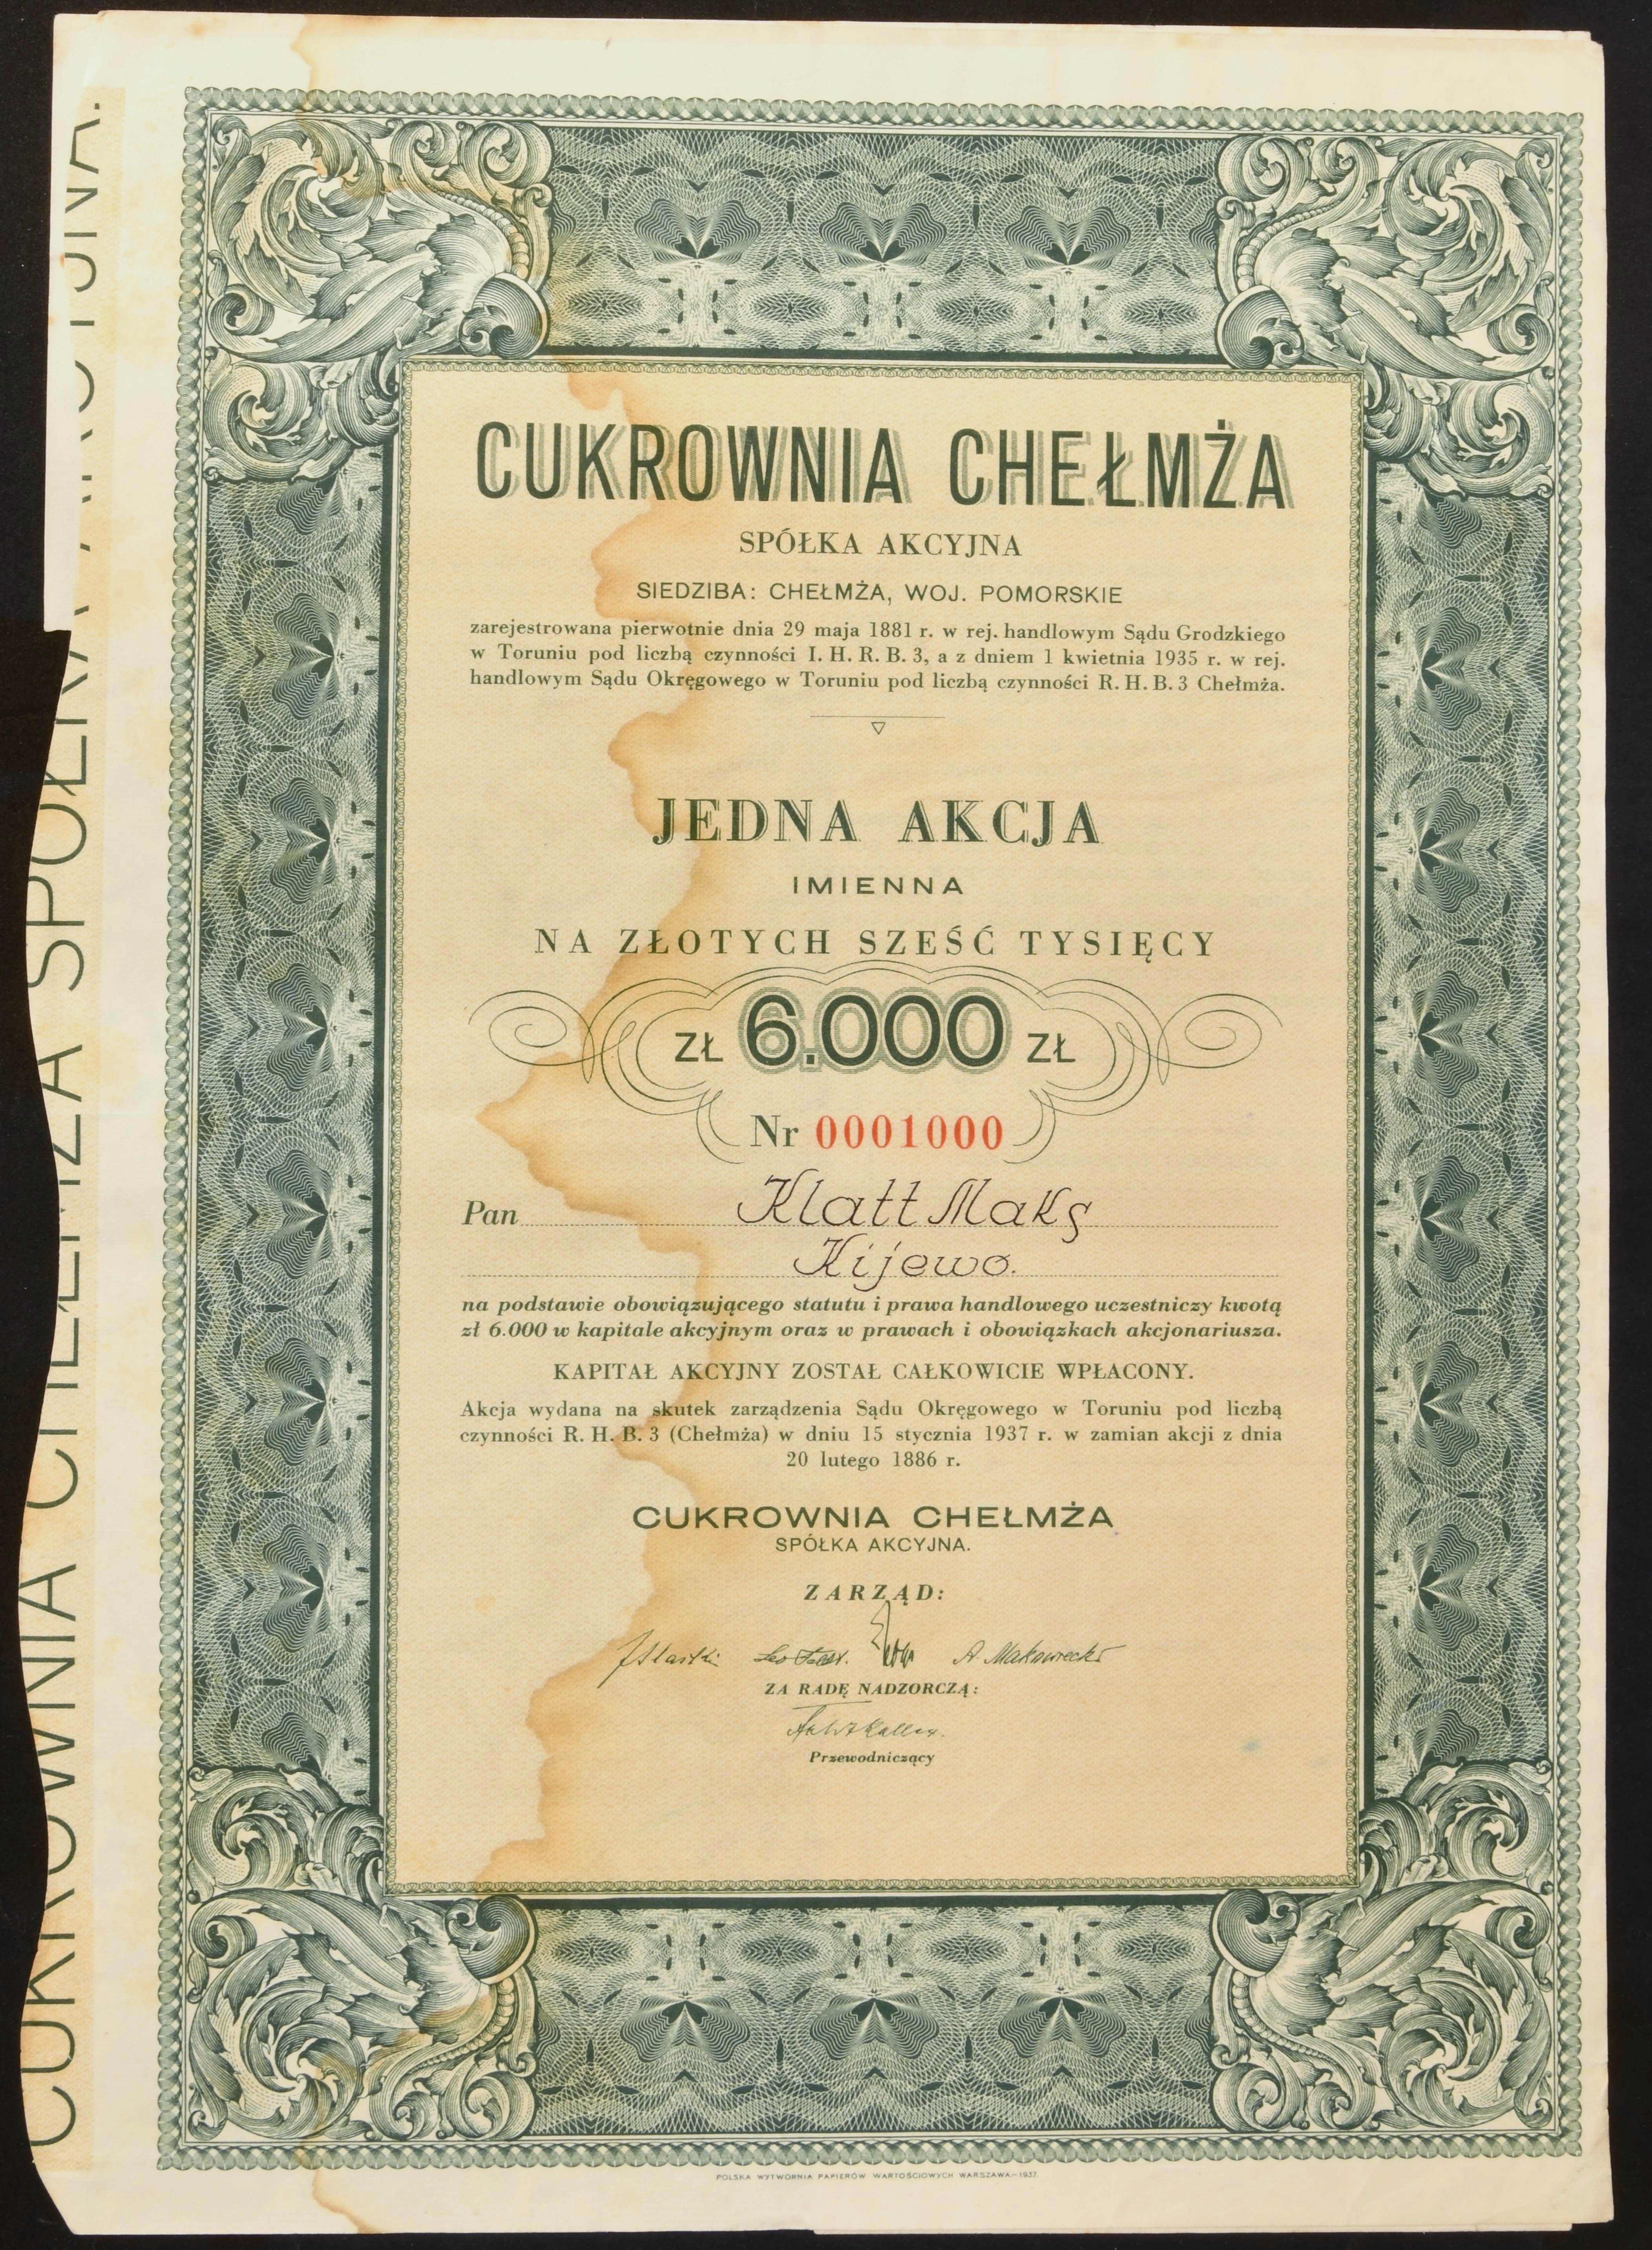 CUKROWNIA CHEŁMŻA
SPÓŁKA AKCYJNA
SIEDZIBA: CHEŁMŻA, WOJ. POMORSKIE
zarejestrowana pierwotnie dnia 29 maja 1881 r. w rej. handlowym Sądu Grodzkiego
w Toruniu pod liczbą czynności I. H. R. B. 3, a z dniem 1 kwietnia 1935 r. w rej.
handlowym Sądu Okręgowego w Toruniu pod liczbą czynności R. H. B. 3 Chełmża.
JEDNA AKCJA
IMIENNA
NA ZŁOTYCH SZEŚĆ TYSIĘCY
ZŁ 6.000 ZŁ
Nr 0001000
Pan Klatt Maks
Kijewo.
na podstawie obowiązującego statutu i prawa handlowego uczestniczy kwotą
zł 6.000 w kapitale akcyjnym oraz w prawach i obowiązkach akcjonariusza.
KAPITAŁ AKCYJNY ZOSTAŁ CAŁKOWICIE WPŁACONY.
Akcja wydana na skutek zarządzenia Sądu Okręgowego w Toruniu pod liczbą
czynności R. H. B. 3 (Chełmża) w dniu 15 stycznia 1937 r. w zamian akcji z dnia
20 lutego 1886 r.
CUKROWNIA CHEŁMŻA
SPÓŁKA AKCYJNA.
ZARZĄD:
A. Makowiecki
ZA RADĘ NADZORCZĄ:
Przewodniczący
POLSKA WYTWÓRNIA PAPIERÓW WARTOŚCIOWYCH WARSZAWA.-1937.
CUKROWNIA CHEŁMŻA SPÓŁKA AKCYJNA.